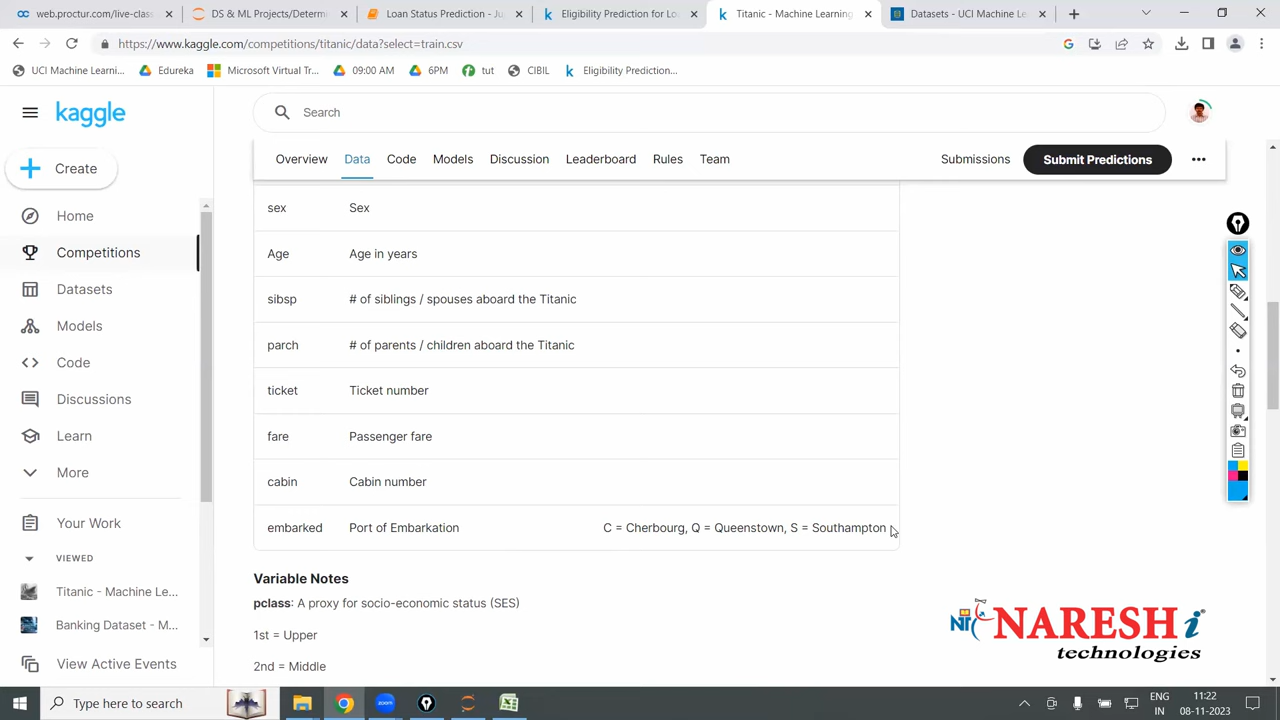 web.proctur.com/live-class
DS & ML Projects/Determi
Loan Status Prediction - Ju
Eligibility Prediction for Lo
Titanic - Machine Learning
Datasets - UCI Machine Le
https://www.kaggle.com/competitions/titanic/data?select=train.csv
UCI Machine Learni...
Edureka
Microsoft Virtual Tr...
09:00 AM
6PM
tut
CIBIL
Eligibility Prediction...
kaggle
Search
Create
Overview
Data
Code
Models
Discussion
Leaderboard
Rules
Team
Submissions
Submit Predictions
Home
Competitions
Datasets
Models
Code
Discussions
Learn
More
Your Work
VIEWED
Titanic - Machine Le...
Banking Dataset - M...
View Active Events
sex Sex
Age Age in years
sibsp # of siblings / spouses aboard the Titanic
parch # of parents / children aboard the Titanic
ticket Ticket number
fare Passenger fare
cabin Cabin number
embarked Port of Embarkation C = Cherbourg, Q = Queenstown, S = Southampton
Variable Notes
pclass: A proxy for socio-economic status (SES)
1st = Upper
2nd = Middle
NARESH i
technologies
Type here to search
zoom
ENG
IN
11:22
08-11-2023